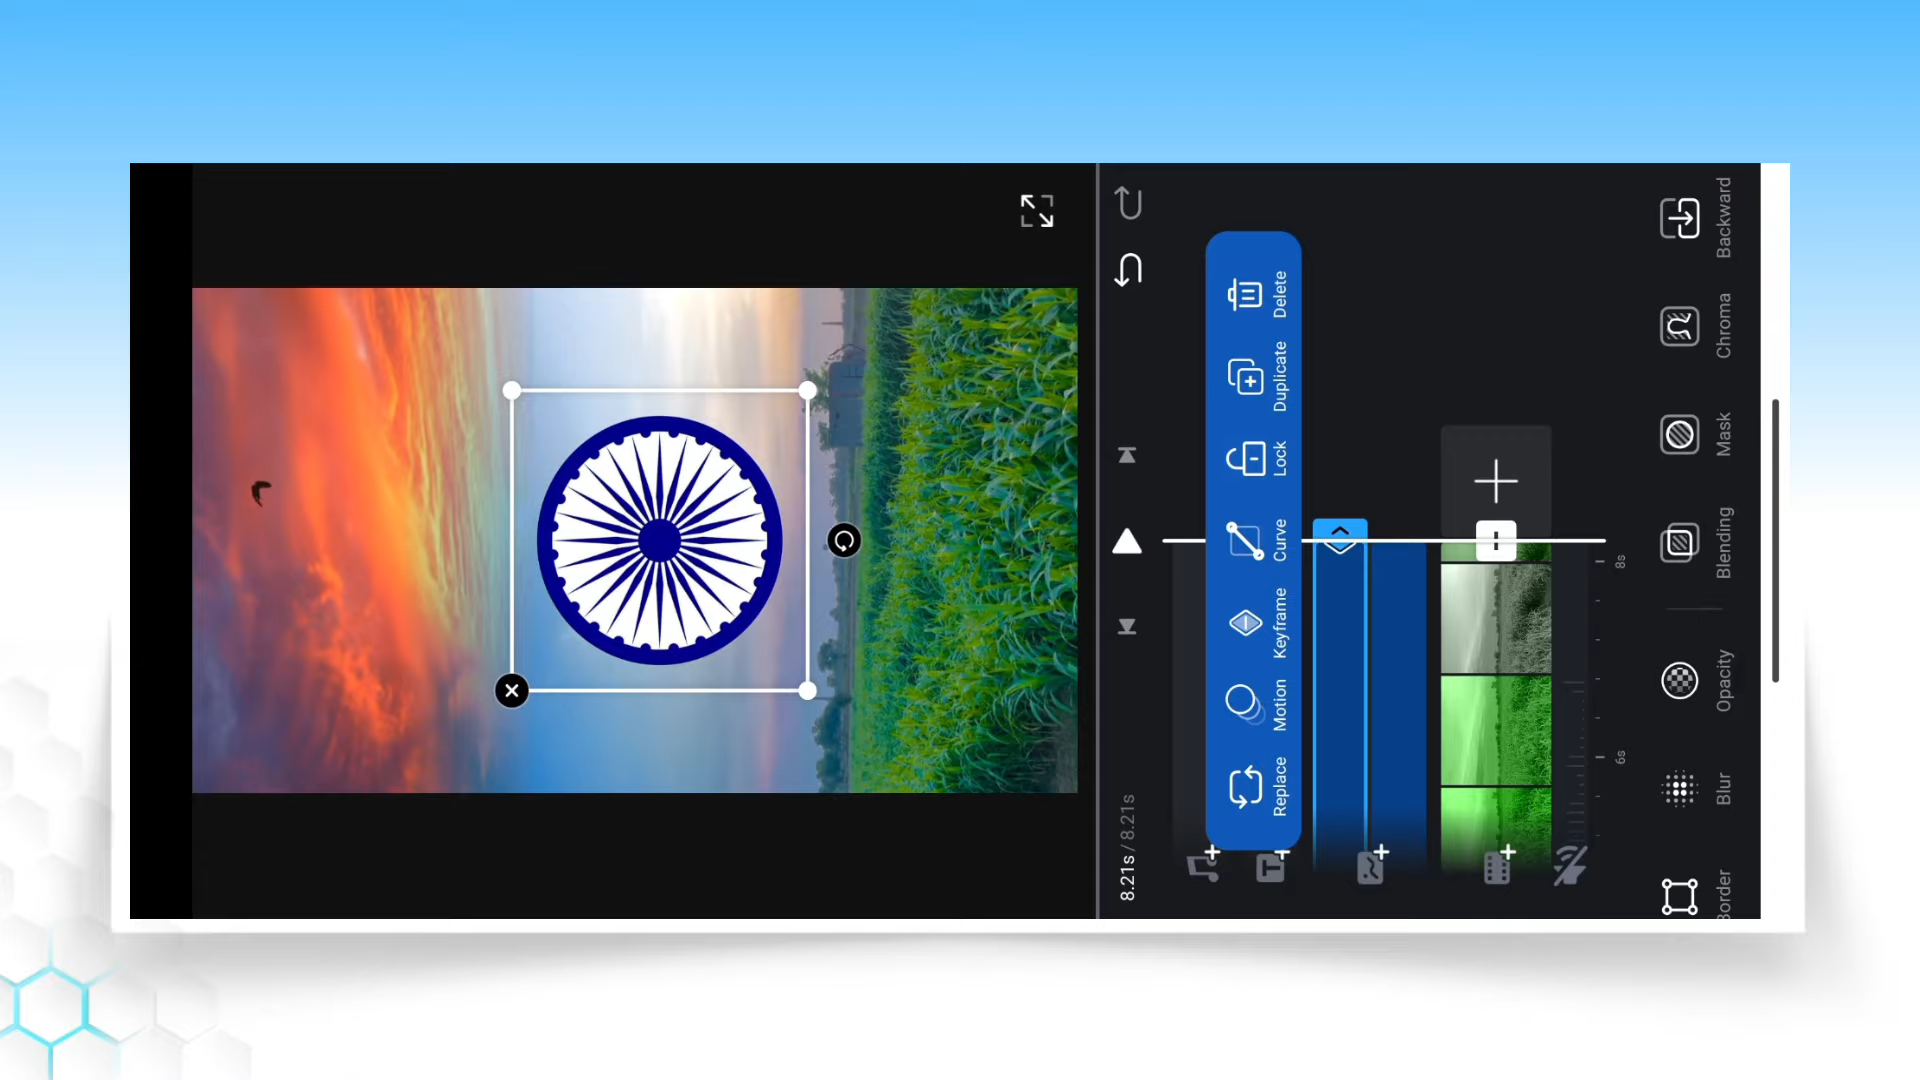 8.21s / 8.21s
Replace
Motion
Keyframe
Curve
Lock
Duplicate
Delete
6s
8s
Border
Blur
Opacity
Blending
Mask
Chroma
Backward